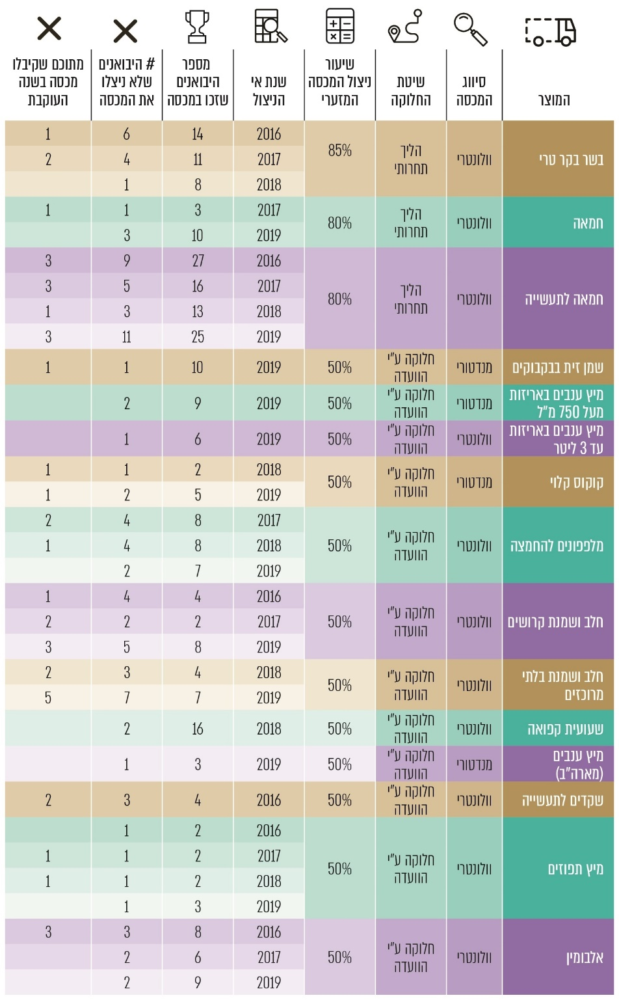 המוצר
סיווג
המכסה
שיטת
החלוקה
שיעור
ניצול המכסה
המזערי
שנת אי
הניצול
מספר
היבואנים
שזכו במכסה
# היבואנים
שלא ניצלו
את המכסה
מתוכם שקיבלו
מכסה בשנה
העוקבת
בשר בקר טרי
וולונטרי
הליך
תחרותי
85%
2016 14 6 1
2017 11 4 2
2018 8 1
חמאה
וולונטרי
הליך
תחרותי
80%
2017 3 1 1
2019 10 3
חמאה לתעשייה
וולונטרי
הליך
תחרותי
80%
2016 27 9 3
2017 16 5 3
2018 13 3 1
2019 25 11 3
שמן זית בבקבוקים
מנדטורי
חלוקה ע"י
הוועדה
50%
2019 10 1 1
מיץ ענבים באריזות
מעל 750 מ"ל
מנדטורי
חלוקה ע"י
הוועדה
50%
2019 9 2
מיץ ענבים באריזות
עד 3 ליטר
וולונטרי
חלוקה ע"י
הוועדה
50%
2019 6 1
קוקוס קלוי
מנדטורי
חלוקה ע"י
הוועדה
50%
2018 2 1 1
2019 5 2 1
מלפפונים להחמצה
וולונטרי
חלוקה ע"י
הוועדה
50%
2017 8 4 2
2018 8 4 1
2019 7 2
חלב ושמנת קרושים
וולונטרי
חלוקה ע"י
הוועדה
50%
2016 4 4 1
2017 2 2 2
2019 8 5 3
חלב ושמנת בלתי
מרוכזים
וולונטרי
חלוקה ע"י
הוועדה
50%
2018 4 3 2
2019 7 7 5
שעועית קפואה
וולונטרי
חלוקה ע"י
הוועדה
50%
2018 16 2
מיץ ענבים
(מארה"ב)
מנדטורי
חלוקה ע"י
הוועדה
50%
2019 3 1
שקדים לתעשייה
וולונטרי
חלוקה ע"י
הוועדה
50%
2016 4 3 2
מיץ תפוזים
וולונטרי
חלוקה ע"י
הוועדה
50%
2016 2 1
2017 2 1 1
2018 2 1 1
2019 3 1
אלבומין
וולונטרי
חלוקה ע"י
הוועדה
50%
2016 8 3 3
2017 6 2
2019 9 2